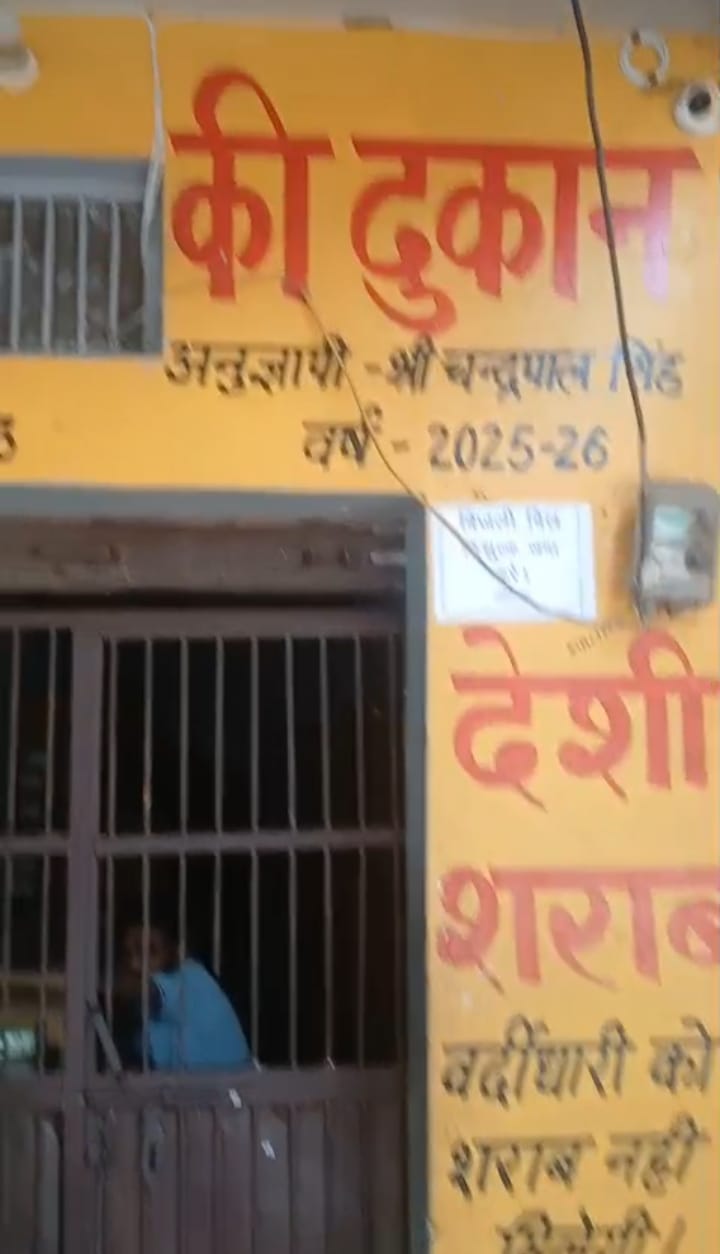 की दुकान
अनुज्ञापी - श्री चन्द्रपाल सिंह
वर्ष - 2025-26
बिजली बिल
देशी
शराब
वर्दीधारी को
शराब नही
मिलेगी।